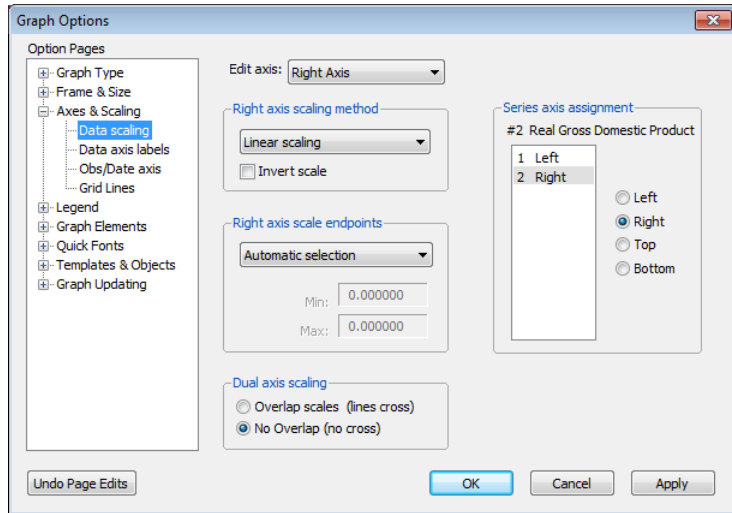 Graph Options
Option Pages
Graph Type
Frame & Size
Axes & Scaling
Data scaling
Data axis labels
Obs/Date axis
Grid Lines
Legend
Graph Elements
Quick Fonts
Templates & Objects
Graph Updating
Edit axis: Right Axis
Right axis scaling method
Linear scaling
Invert scale
Right axis scale endpoints
Automatic selection
Min: 0.000000
Max: 0.000000
Dual axis scaling
Overlap scales (lines cross)
No Overlap (no cross)
Series axis assignment
#2 Real Gross Domestic Product
1 Left
2 Right
Left
Right
Top
Bottom
Undo Page Edits
OK
Cancel
Apply